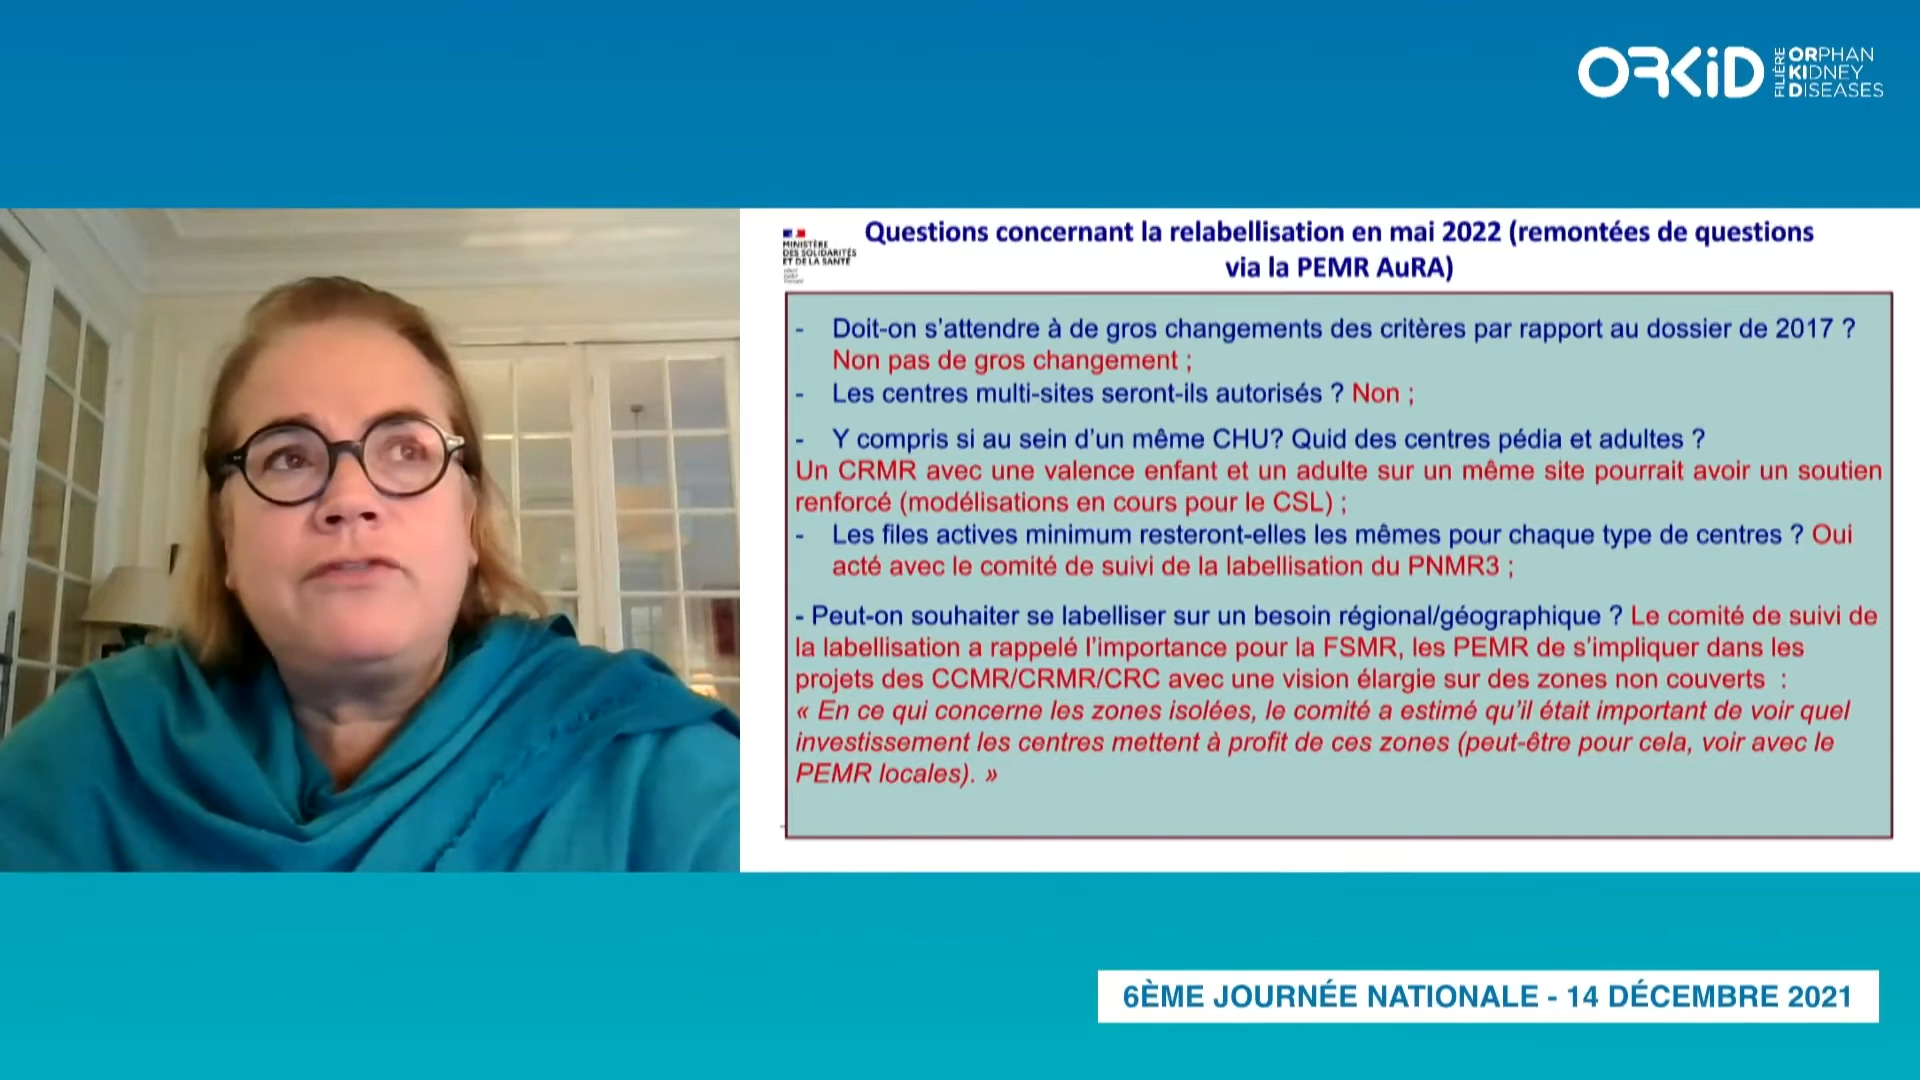 ORKiD
FILIÈRE
ORPHAN
KIDNEY
DISEASES
MINISTÈRE
DES SOLIDARITÉS
ET DE LA SANTÉ
Questions concernant la relabellisation en mai 2022 (remontées de questions
via la PEMR AuRA)
- Doit-on s’attendre à de gros changements des critères par rapport au dossier de 2017 ?
Non pas de gros changement ;
- Les centres multi-sites seront-ils autorisés ? Non ;
- Y compris si au sein d’un même CHU? Quid des centres pédia et adultes ?
Un CRMR avec une valence enfant et un adulte sur un même site pourrait avoir un soutien
renforcé (modélisations en cours pour le CSL) ;
- Les files actives minimum resteront-elles les mêmes pour chaque type de centres ? Oui
acté avec le comité de suivi de la labellisation du PNMR3 ;
- Peut-on souhaiter se labelliser sur un besoin régional/géographique ? Le comité de suivi de
la labellisation a rappelé l’importance pour la FSMR, les PEMR de s’impliquer dans les
projets des CCMR/CRMR/CRC avec une vision élargie sur des zones non couverts :
« En ce qui concerne les zones isolées, le comité a estimé qu’il était important de voir quel
investissement les centres mettent à profit de ces zones (peut-être pour cela, voir avec le
PEMR locales). »
6ÈME JOURNÉE NATIONALE - 14 DÉCEMBRE 2021